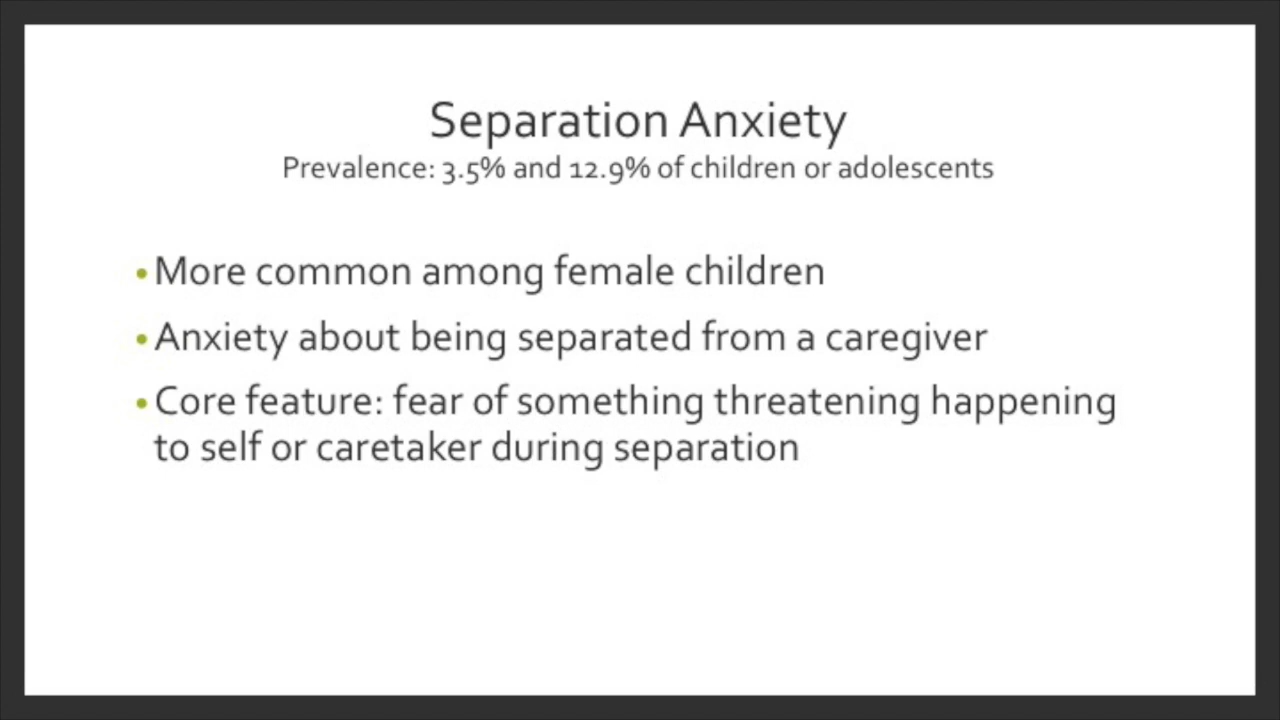 Separation Anxiety
Prevalence: 3.5% and 12.9% of children or adolescents
•More common among female children
•Anxiety about being separated from a caregiver
•Core feature: fear of something threatening happening
to self or caretaker during separation